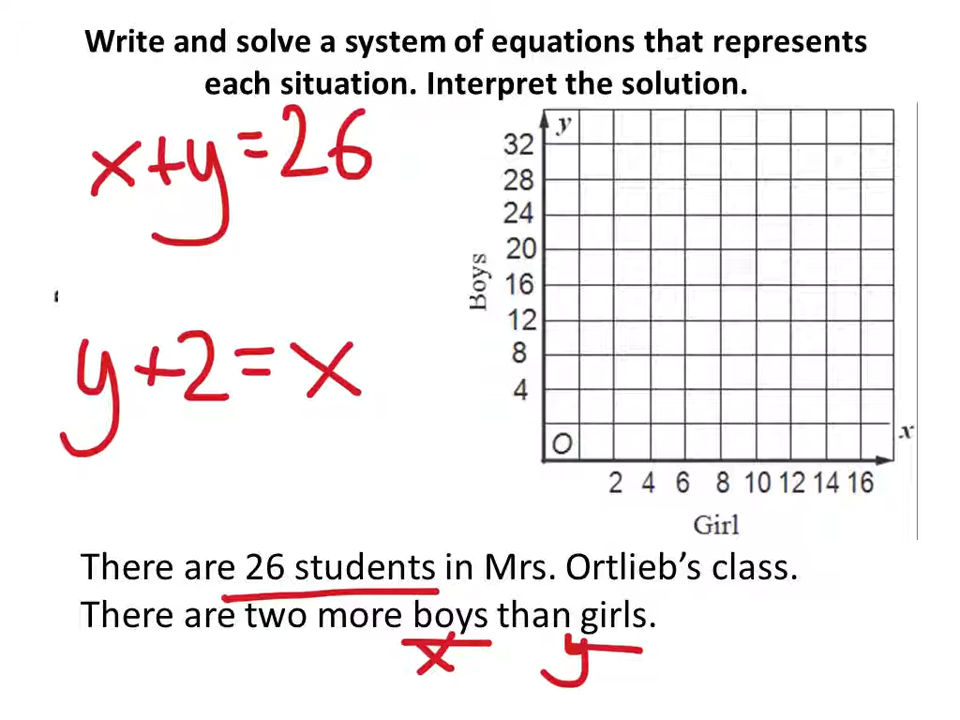 Write and solve a system of equations that represents
each situation. Interpret the solution.
x+y=26
y+2=x
y
32
28
24
20
16
12
8
4
Boys
O
x
2 4 6 8 10 12 14 16
Girl
There are 26 students in Mrs. Ortlieb’s class.
There are two more boys than girls.
x y